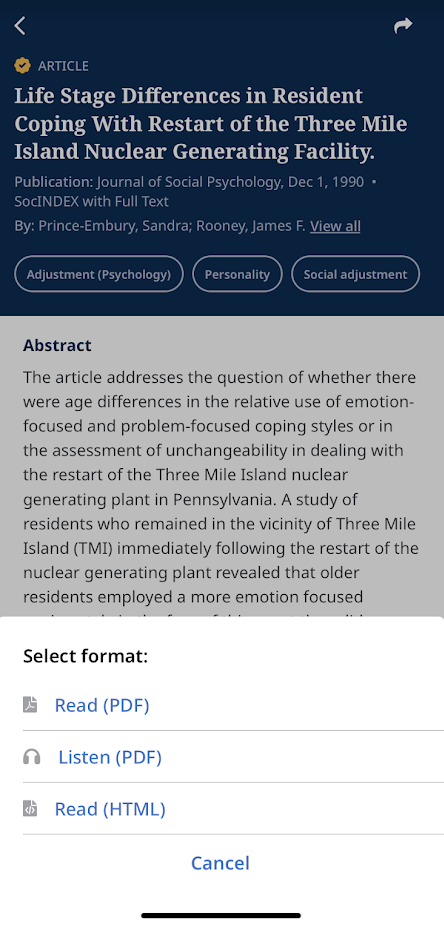 ARTICLE
Life Stage Differences in Resident
Coping With Restart of the Three Mile
Island Nuclear Generating Facility.
Publication: Journal of Social Psychology, Dec 1, 1990 •
SocINDEX with Full Text
By: Prince-Embury, Sandra; Rooney, James F. View all
Adjustment (Psychology) Personality Social adjustment
Abstract
The article addresses the question of whether there
were age differences in the relative use of emotion-
focused and problem-focused coping styles or in
the assessment of unchangeability in dealing with
the restart of the Three Mile Island nuclear
generating plant in Pennsylvania. A study of
residents who remained in the vicinity of Three Mile
Island (TMI) immediately following the restart of the
nuclear generating plant revealed that older
residents employed a more emotion focused
Select format:
Read (PDF)
Listen (PDF)
Read (HTML)
Cancel